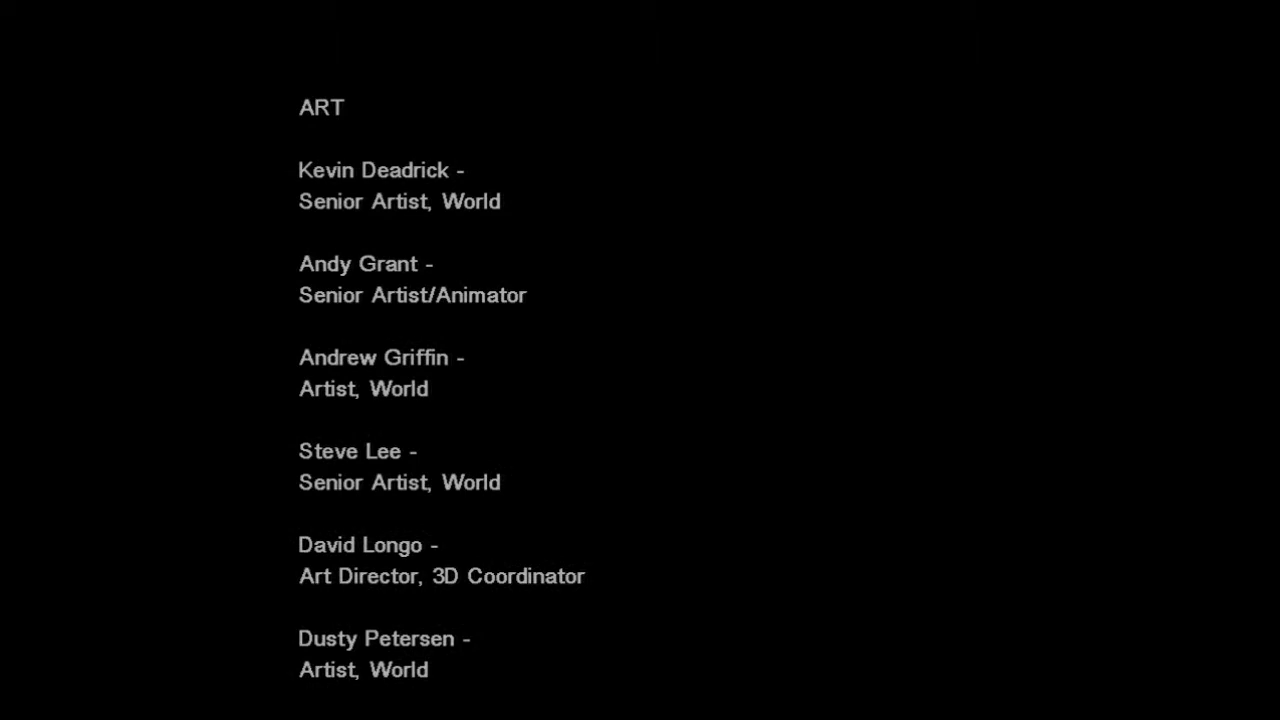 ART
Kevin Deadrick -
Senior Artist, World
Andy Grant -
Senior Artist/Animator
Andrew Griffin -
Artist, World
Steve Lee -
Senior Artist, World
David Longo -
Art Director, 3D Coordinator
Dusty Petersen -
Artist, World